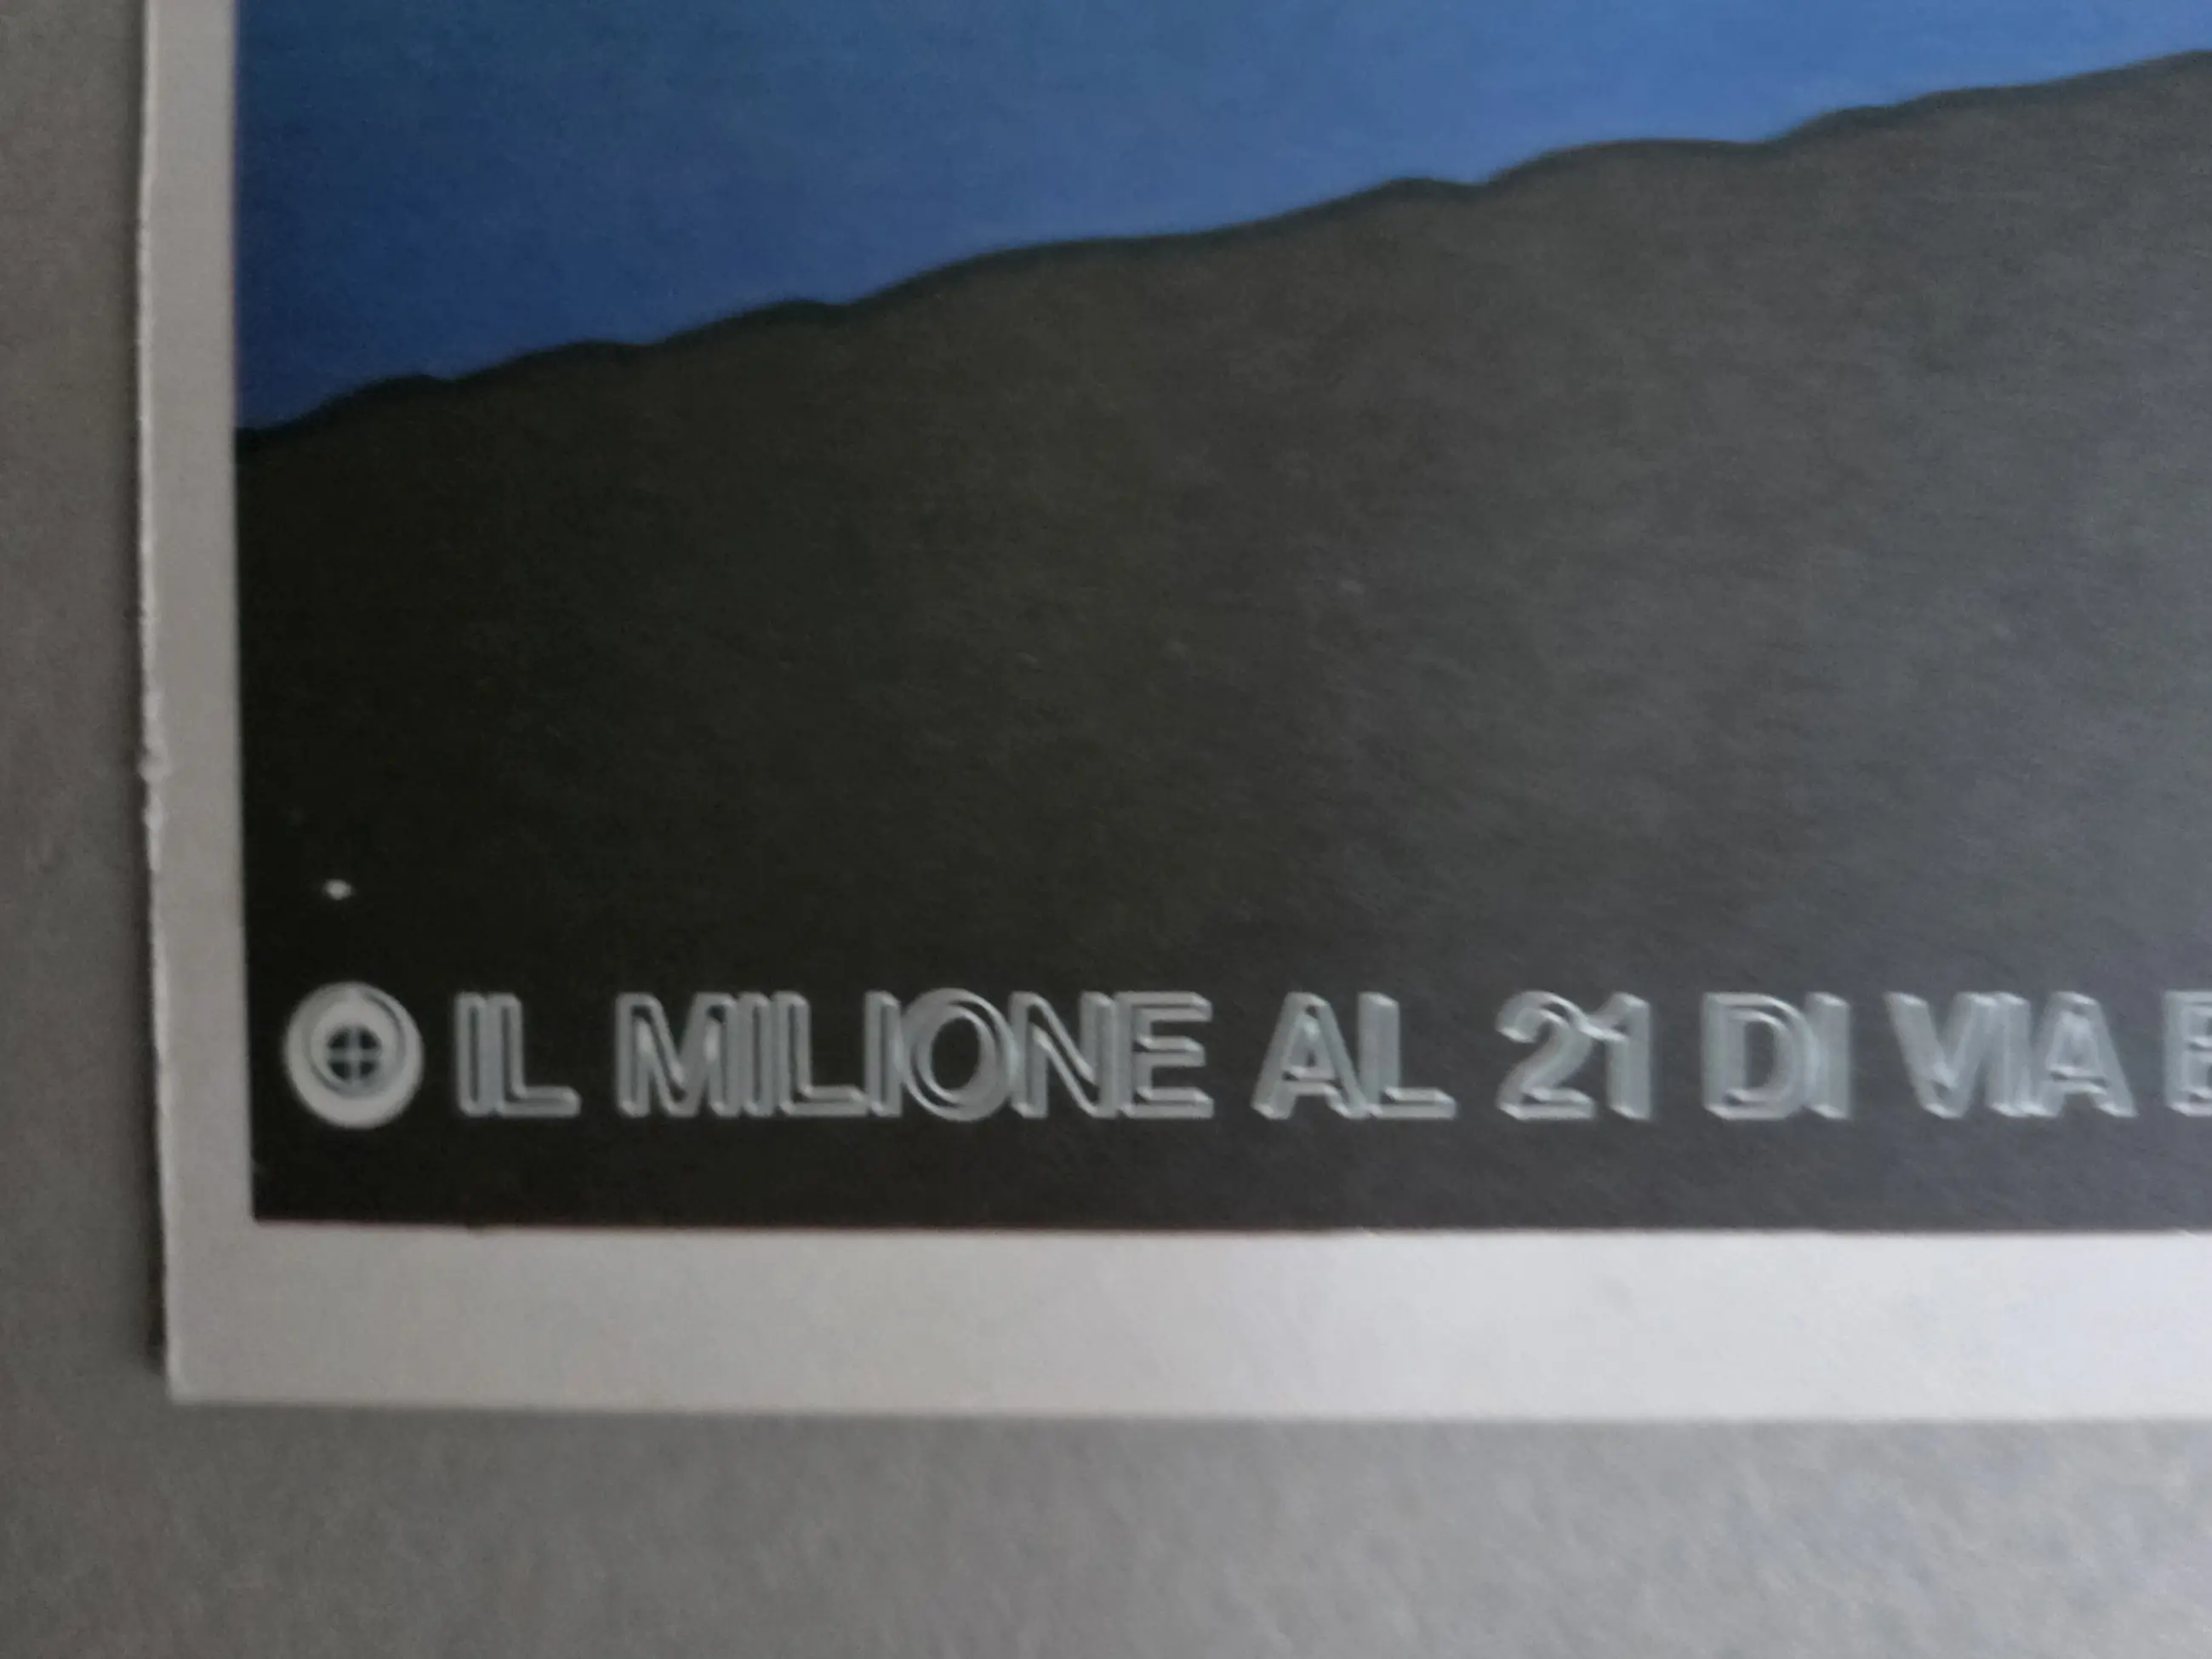 IL MILIONE AL 21 DI VIA